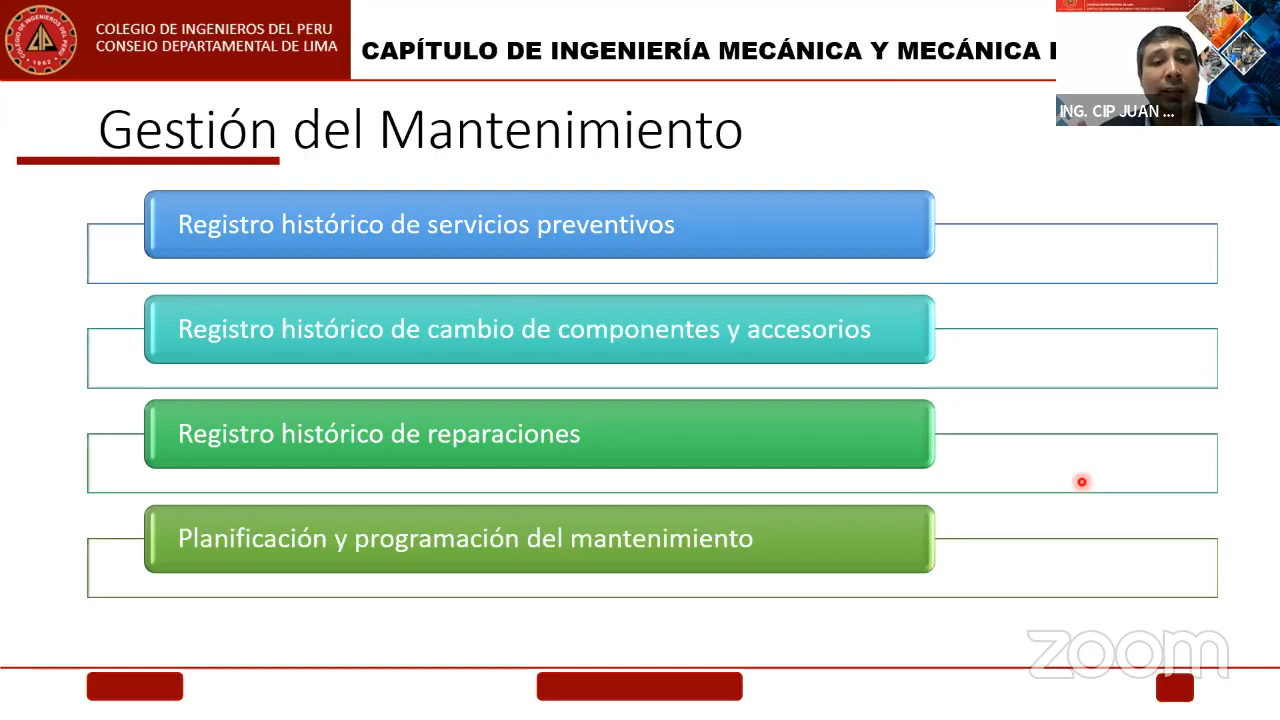 COLEGIO DE INGENIEROS DEL PERU
CONSEJO DEPARTAMENTAL DE LIMA
CAPÍTULO DE INGENIERÍA MECÁNICA Y MECÁNICA
ING. CIP JUAN ...
Gestión del Mantenimiento
Registro histórico de servicios preventivos
Registro histórico de cambio de componentes y accesorios
Registro histórico de reparaciones
Planificación y programación del mantenimiento
zoom